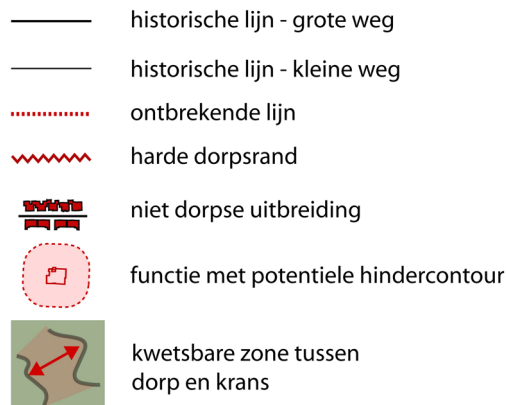 historische lijn - grote weg
historische lijn - kleine weg
ontbrekende lijn
harde dorpsrand
niet dorpse uitbreiding
functie met potentiele hindercontour
kwetsbare zone tussen
dorp en krans